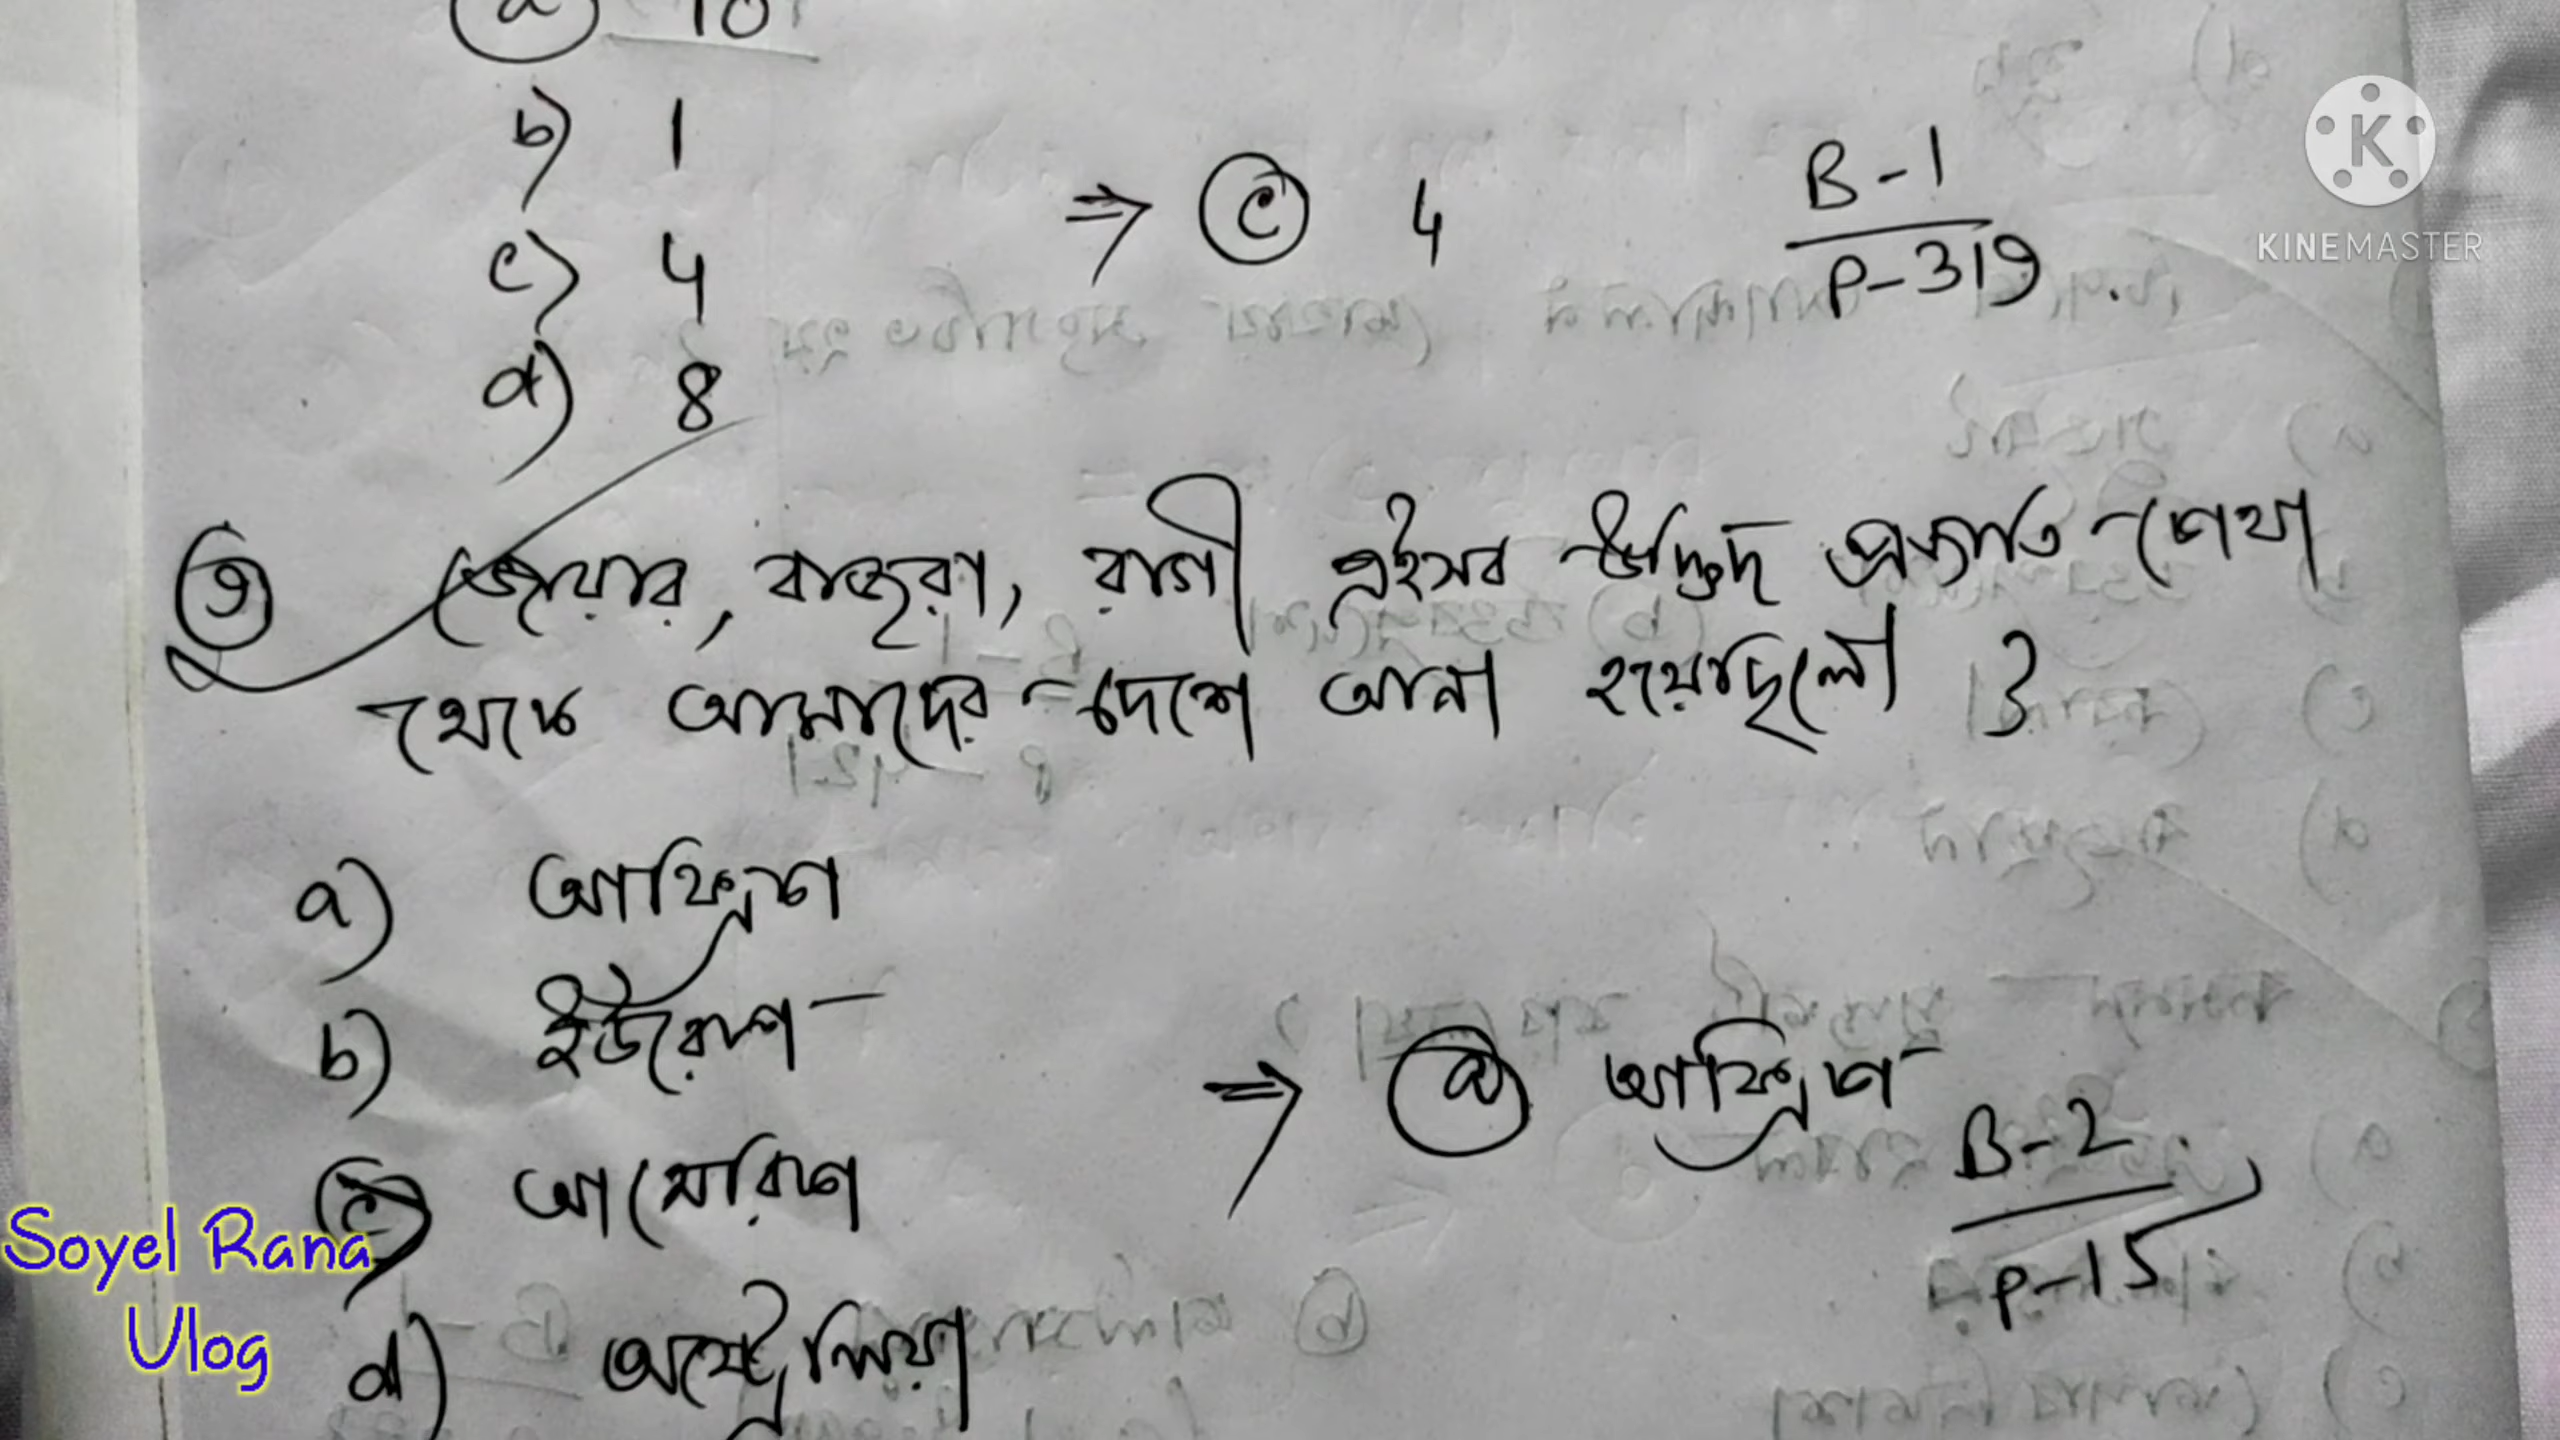 a 10
b) 1
c) 4
d) 8
⇒ c 4
B-1
P-319
KINEMASTER
৩ জোয়ার, বাজরা, রাগী এইসব উদ্ভিদ প্রজাতি কোথা
থেকে আমাদের দেশে আনা হয়েছিলো ?
a) আফ্রিকা
b) ইউরোপ
c) আমেরিকা
d) অস্ট্রেলিয়া
⇒ a আফ্রিকা
B-2
P-15
Soyel Rana
Ulog